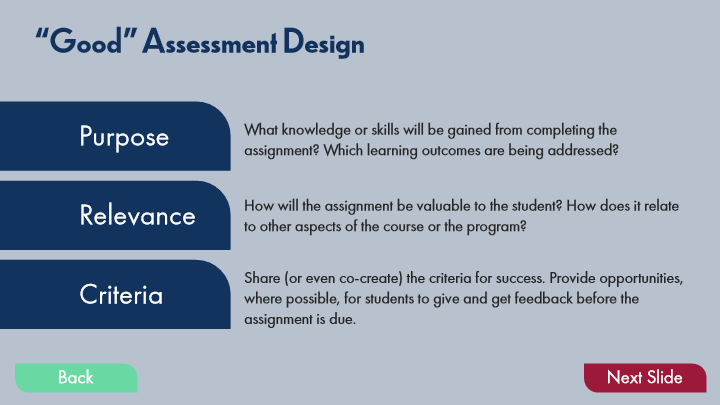 “Good” Assessment Design
Purpose
What knowledge or skills will be gained from completing the
assignment? Which learning outcomes are being addressed?
Relevance
How will the assignment be valuable to the student? How does it relate
to other aspects of the course or the program?
Criteria
Share (or even co-create) the criteria for success. Provide opportunities,
where possible, for students to give and get feedback before the
assignment is due.
Back
Next Slide